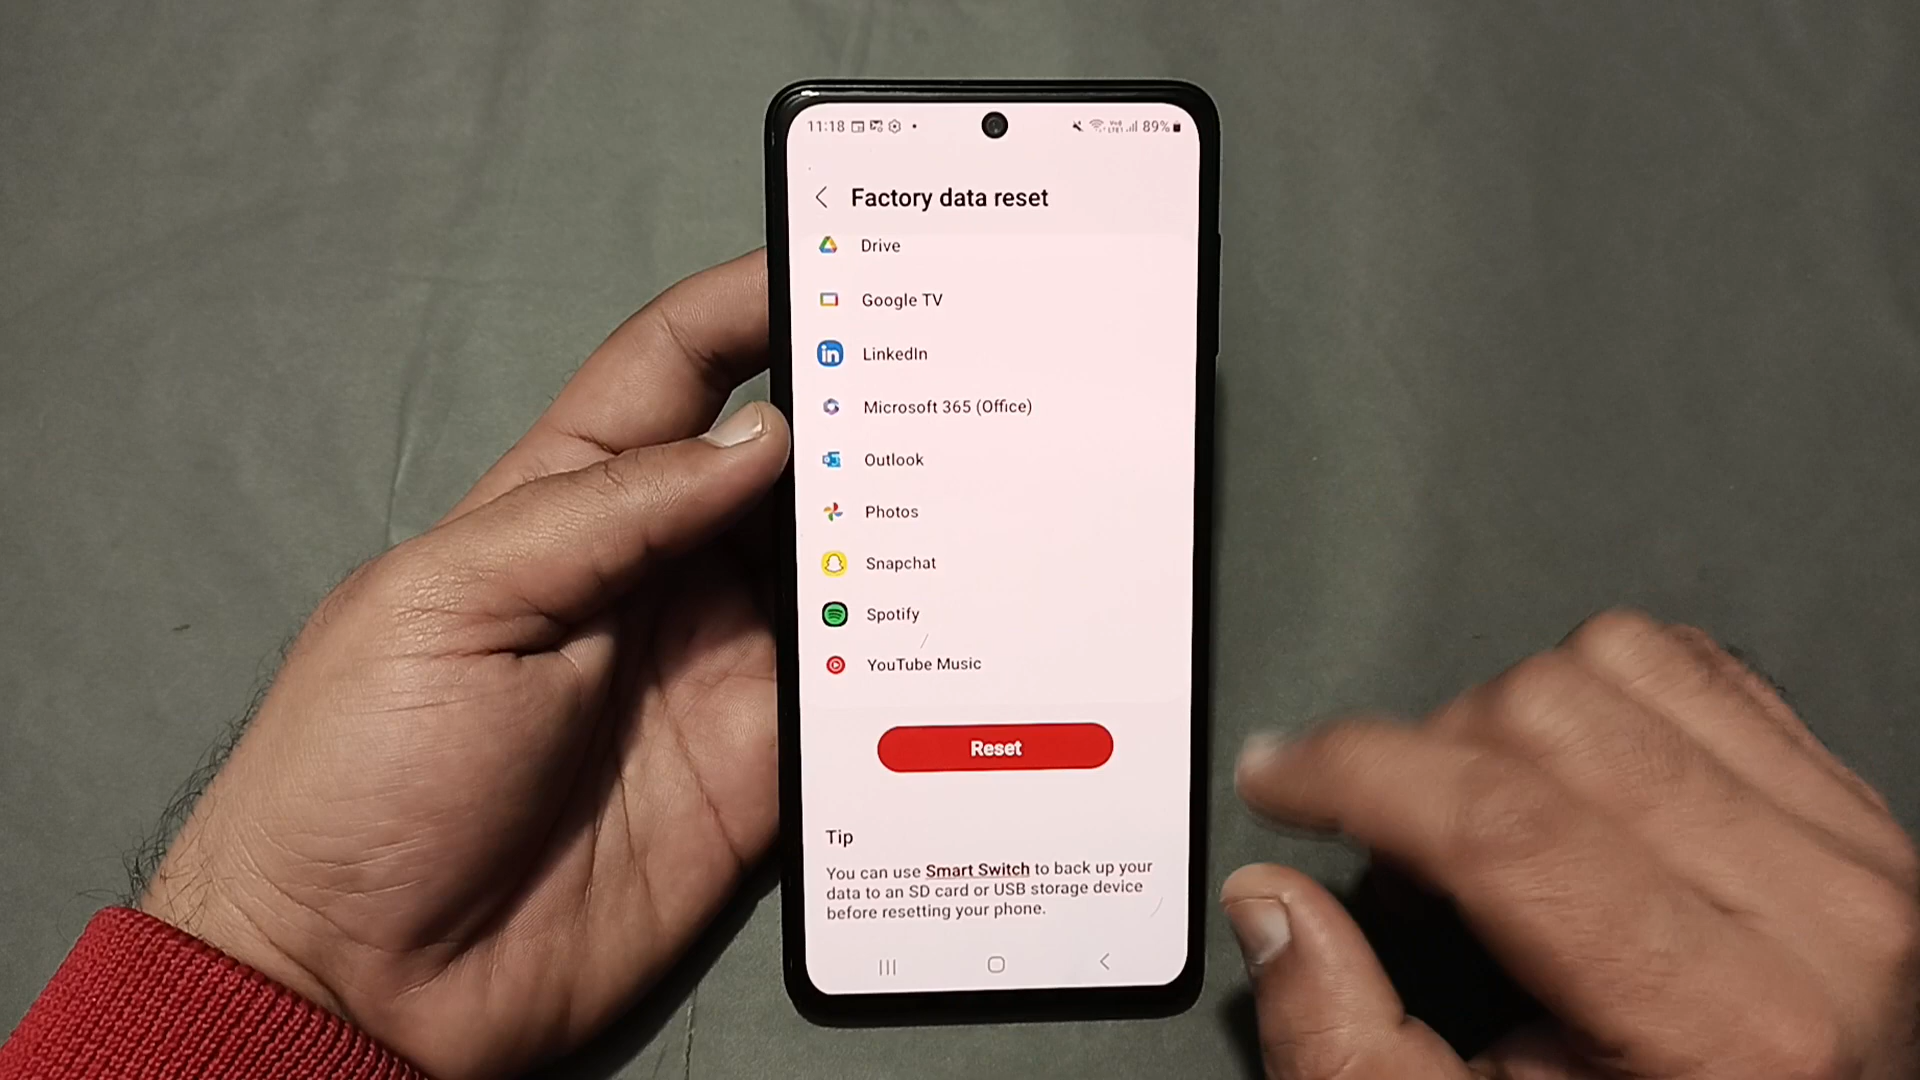 11:18
89%
Factory data reset
Drive
Google TV
in LinkedIn
Microsoft 365 (Office)
Outlook
Photos
Snapchat
Spotify
YouTube Music
Reset
Tip
You can use Smart Switch to back up your
data to an SD card or USB storage device
before resetting your phone.